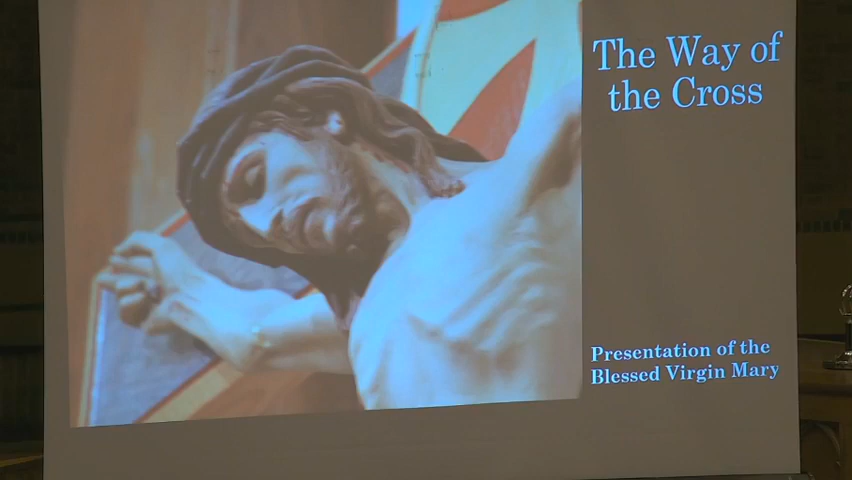 The Way of
the Cross
Presentation of the
Blessed Virgin Mary